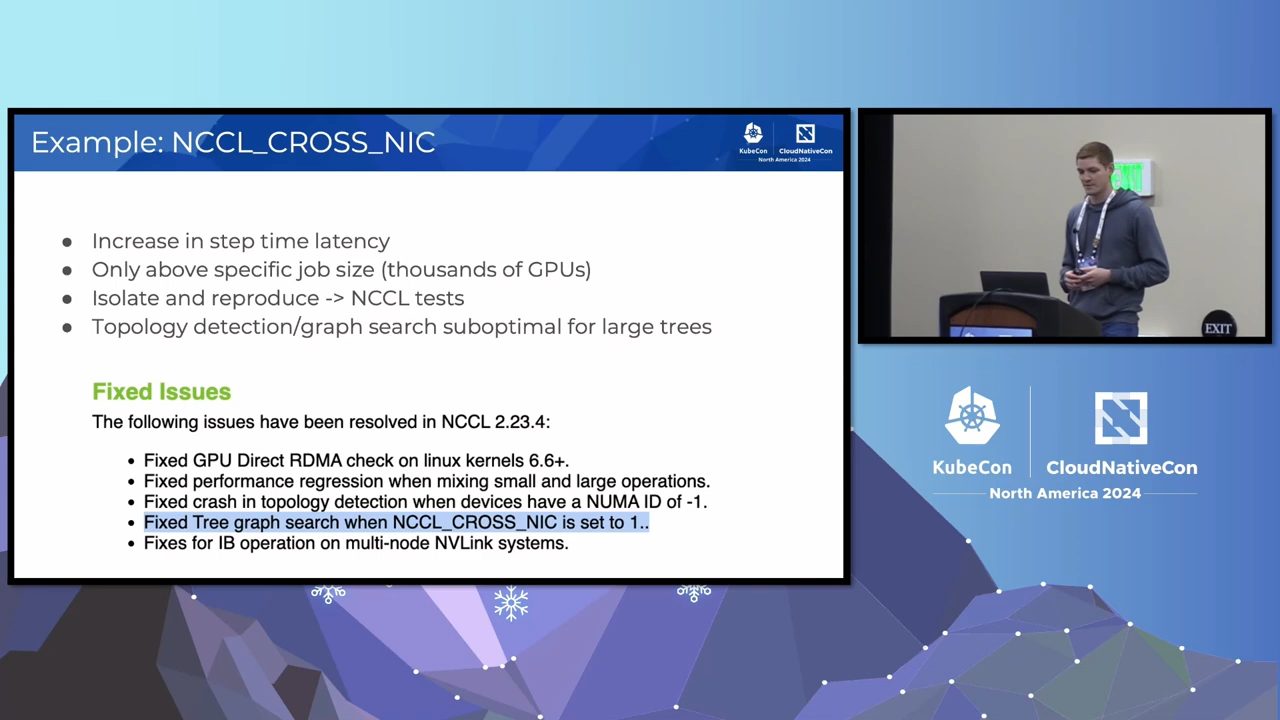 Example: NCCL_CROSS_NIC
KubeCon
CloudNativeCon
North America 2024
● Increase in step time latency
● Only above specific job size (thousands of GPUs)
● Isolate and reproduce -> NCCL tests
● Topology detection/graph search suboptimal for large trees
Fixed Issues
The following issues have been resolved in NCCL 2.23.4:
• Fixed GPU Direct RDMA check on linux kernels 6.6+.
• Fixed performance regression when mixing small and large operations.
• Fixed crash in topology detection when devices have a NUMA ID of -1.
• Fixed Tree graph search when NCCL_CROSS_NIC is set to 1..
• Fixes for IB operation on multi-node NVLink systems.
EXIT
KubeCon
CloudNativeCon
North America 2024